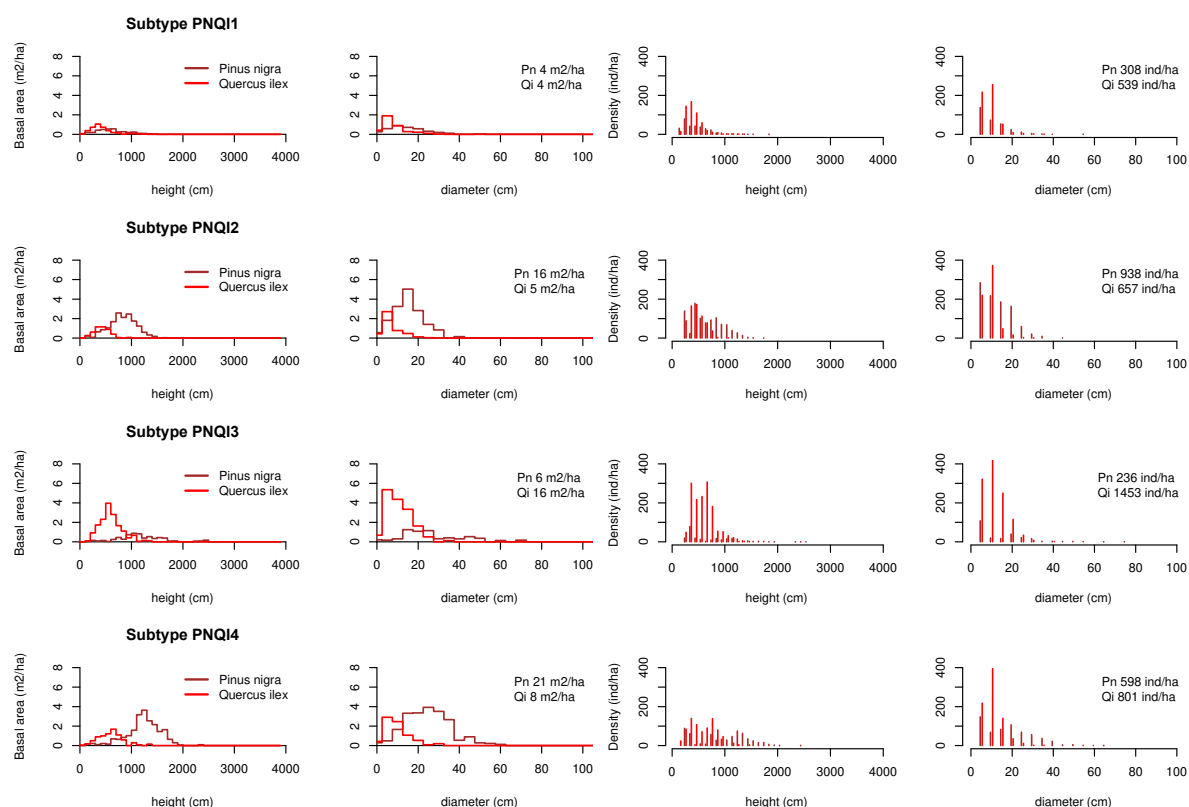 Subtype PNQI1
Basal area (m2/ha)
0 2 4 6 8
Pinus nigra
Quercus ilex
0 1000 2000 3000 4000
height (cm)
0 2 4 6 8
Pn 4 m2/ha
Qi 4 m2/ha
0 20 40 60 80 100
diameter (cm)
Density (ind/ha)
0 200 400
0 1000 2000 3000 4000
height (cm)
0 200 400
Pn 308 ind/ha
Qi 539 ind/ha
0 20 40 60 80 100
diameter (cm)
Subtype PNQI2
Basal area (m2/ha)
0 2 4 6 8
Pinus nigra
Quercus ilex
0 1000 2000 3000 4000
height (cm)
0 2 4 6 8
Pn 16 m2/ha
Qi 5 m2/ha
0 20 40 60 80 100
diameter (cm)
Density (ind/ha)
0 200 400
0 1000 2000 3000 4000
height (cm)
0 200 400
Pn 938 ind/ha
Qi 657 ind/ha
0 20 40 60 80 100
diameter (cm)
Subtype PNQI3
Basal area (m2/ha)
0 2 4 6 8
Pinus nigra
Quercus ilex
0 1000 2000 3000 4000
height (cm)
0 2 4 6 8
Pn 6 m2/ha
Qi 16 m2/ha
0 20 40 60 80 100
diameter (cm)
Density (ind/ha)
0 200 400
0 1000 2000 3000 4000
height (cm)
0 200 400
Pn 236 ind/ha
Qi 1453 ind/ha
0 20 40 60 80 100
diameter (cm)
Subtype PNQI4
Basal area (m2/ha)
0 2 4 6 8
Pinus nigra
Quercus ilex
0 1000 2000 3000 4000
height (cm)
0 2 4 6 8
Pn 21 m2/ha
Qi 8 m2/ha
0 20 40 60 80 100
diameter (cm)
Density (ind/ha)
0 200 400
0 1000 2000 3000 4000
height (cm)
0 200 400
Pn 598 ind/ha
Qi 801 ind/ha
0 20 40 60 80 100
diameter (cm)